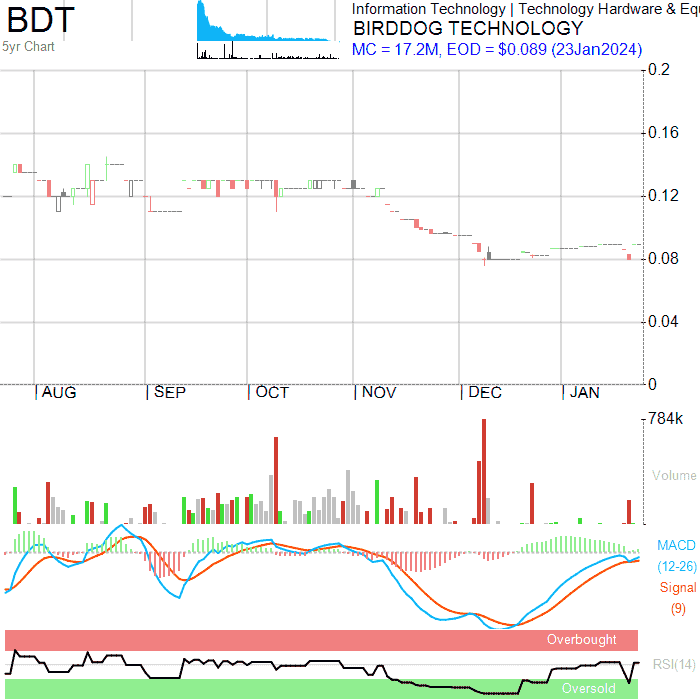 BDT
5yr Chart
Information Technology | Technology Hardware & Equ
BIRDDOG TECHNOLOGY
MC = 17.2M, EOD = $0.089 (23Jan2024)
0.2
0.16
0.12
0.08
0.04
0
AUG SEP OCT NOV DEC JAN
784k
Volume
MACD
(12-26)
Signal
(9)
Overbought
RSI(14)
Oversold